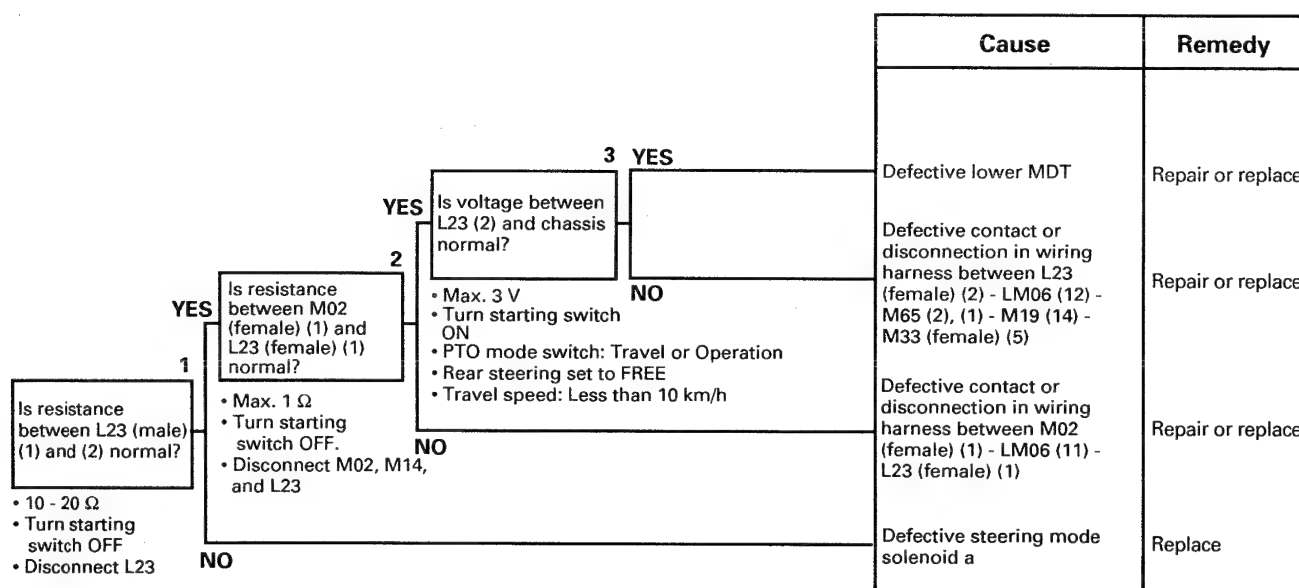 Cause
Remedy
3
YES
Is voltage between
L23 (2) and chassis
normal?
• Max. 3 V
• Turn starting switch
ON
• PTO mode switch: Travel or Operation
• Rear steering set to FREE
• Travel speed: Less than 10 km/h
NO
YES
2
Is resistance
between M02
(female) (1) and
L23 (female) (1)
normal?
• Max. 1 Ω
• Turn starting
switch OFF.
• Disconnect M02, M14,
and L23
NO
YES
1
Is resistance
between L23 (male)
(1) and (2) normal?
• 10 - 20 Ω
• Turn starting
switch OFF
• Disconnect L23
NO
Defective lower MDT
Repair or replace
Defective contact or
disconnection in wiring
harness between L23
(female) (2) - LM06 (12) -
M65 (2), (1) - M19 (14) -
M33 (female) (5)
Repair or replace
Defective contact or
disconnection in wiring
harness between M02
(female) (1) - LM06 (11) -
L23 (female) (1)
Repair or replace
Defective steering mode
solenoid a
Replace